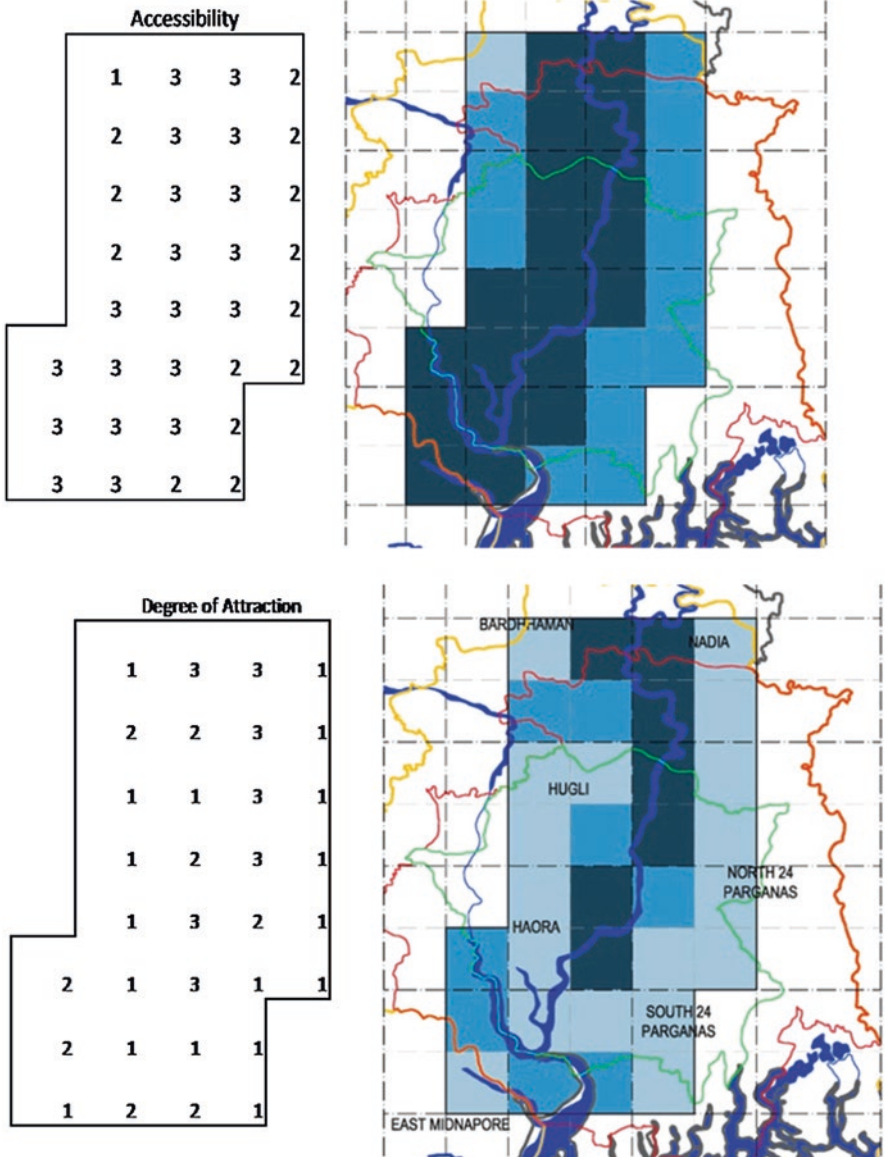 Accessibility
1 3 3 2
2 3 3 2
2 3 3 2
2 3 3 2
3 3 3 2
3 3 3 2 2
3 3 3 2
3 3 2 2
Degree of Attraction
1 3 3 1
2 2 3 1
1 1 3 1
1 2 3 1
1 3 2 1
2 1 3 1 1
2 1 1 1
1 2 2 1
BARDHHAMAN
NADIA
HUGLI
NORTH 24
PARGANAS
HAORA
SOUTH 24
PARGANAS
EAST MIDNAPORE